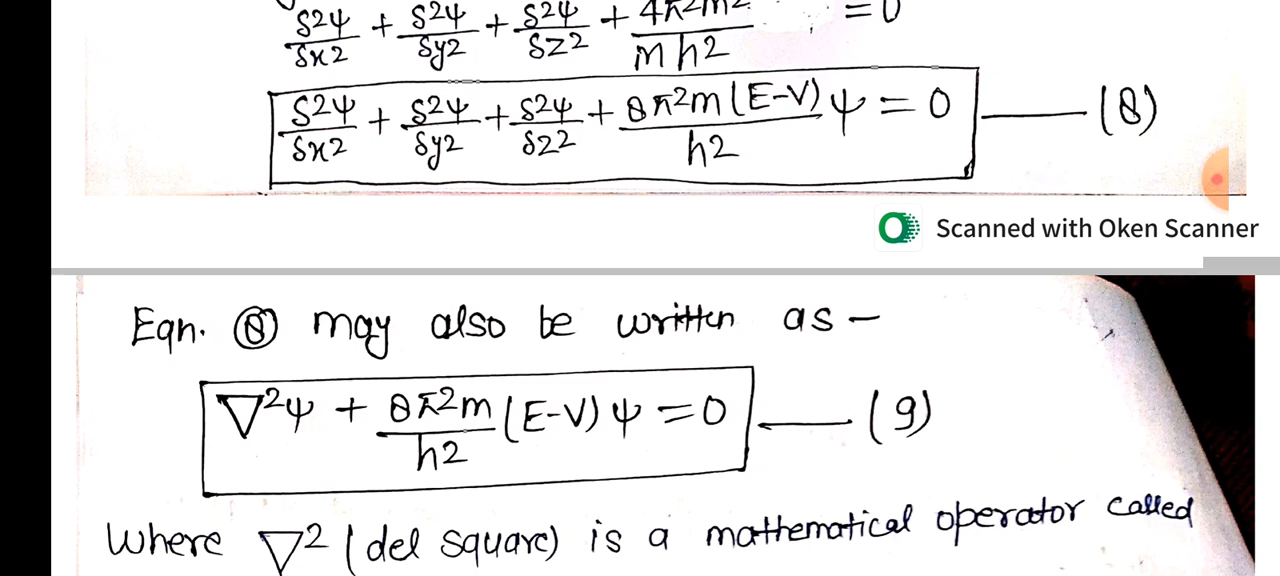 δ2ψ/δx2 + δ2ψ/δy2 + δ2ψ/δz2 + 4π2m2/mh2 = 0
δ2ψ/δx2 + δ2ψ/δy2 + δ2ψ/δz2 + 8π2m(E-V)/h2 ψ = 0 —— (8)
Scanned with Oken Scanner
Eqn. ⑧ may also be written as -
∇2ψ + 8π2m/h2 (E-V) ψ = 0 —— (9)
Where ∇2 (del square) is a mathematical operator called